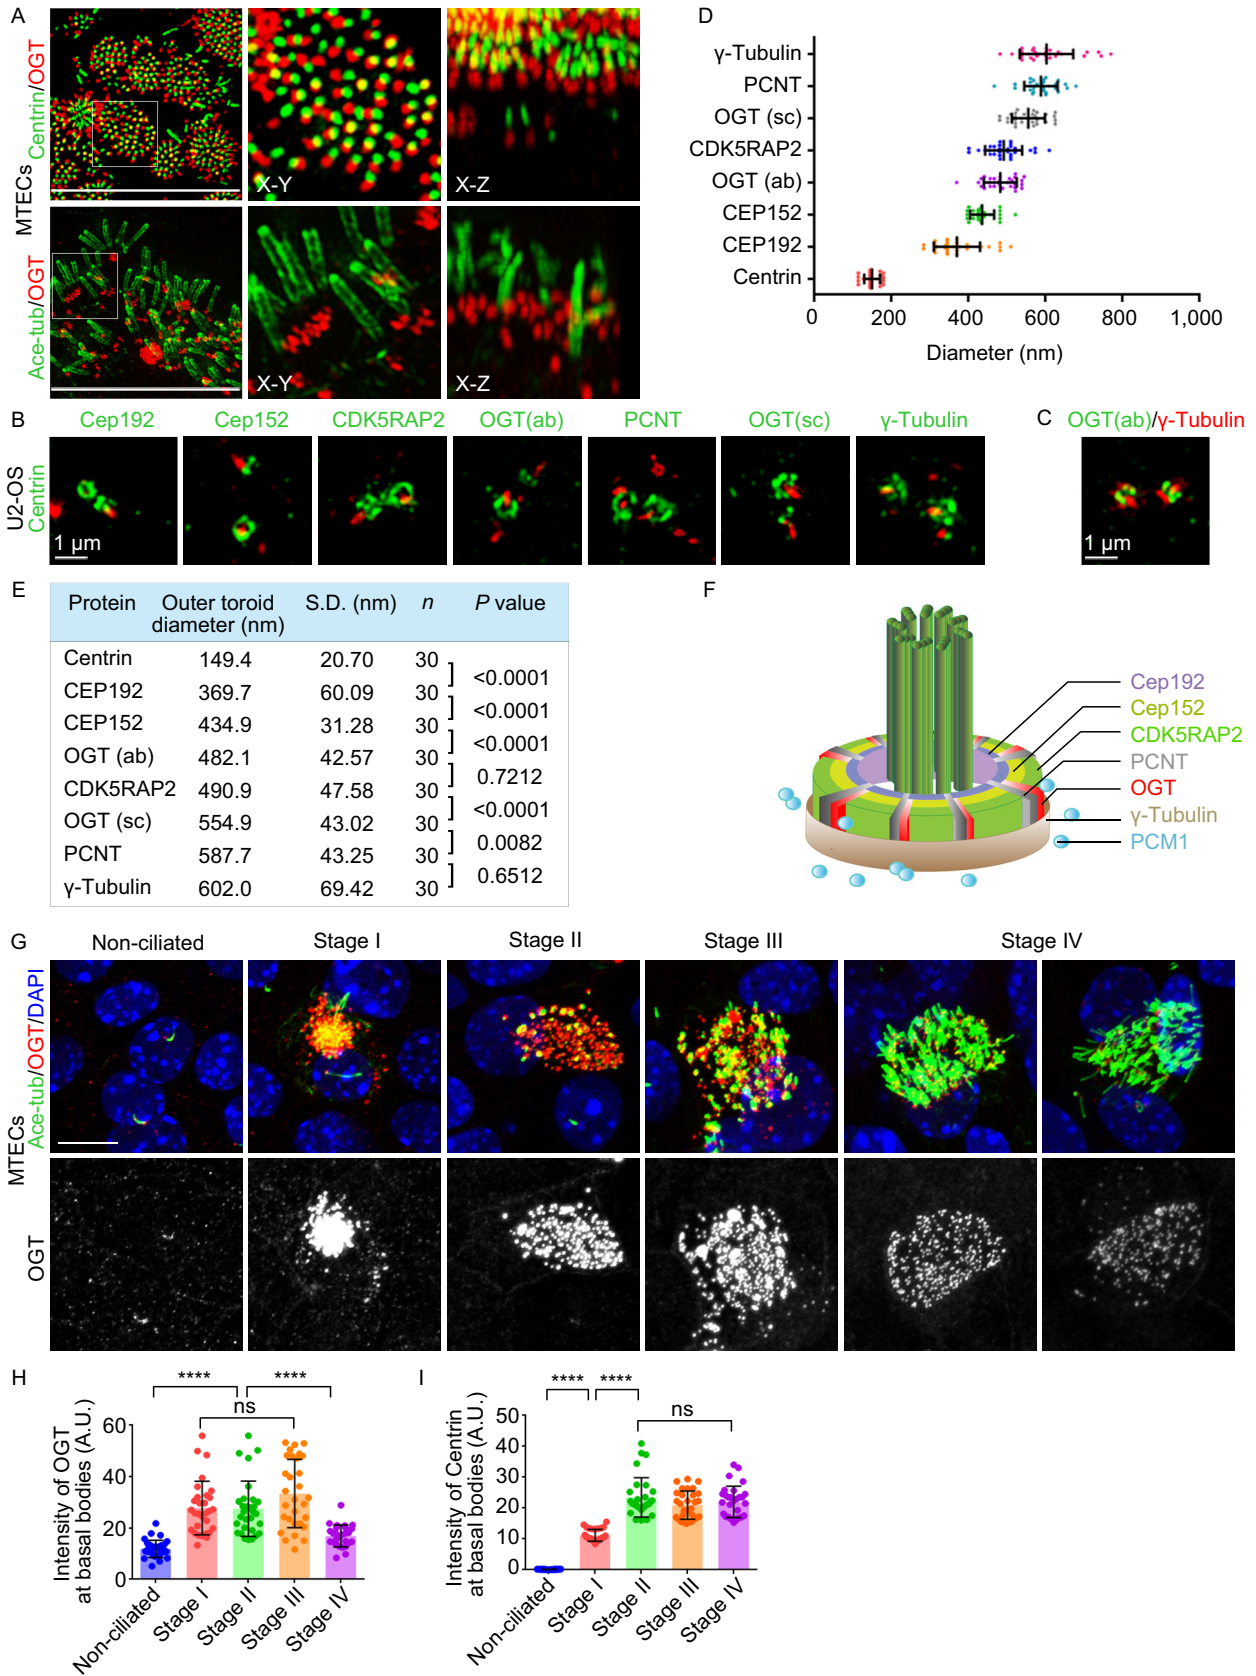 A
MTECs
Centrin/OGT
X-Y
X-Z
Ace-tub/OGT
X-Y
X-Z
D
γ-Tubulin
PCNT
OGT (sc)
CDK5RAP2
OGT (ab)
CEP152
CEP192
Centrin
0 200 400 600 800 1,000
Diameter (nm)
B
Cep192 Cep152 CDK5RAP2 OGT(ab) PCNT OGT(sc) γ-Tubulin
U2-OS
Centrin
1 µm
C
OGT(ab)/γ-Tubulin
1 µm
E
Protein Outer toroid diameter (nm) S.D. (nm) n P value
Centrin 149.4 20.70 30
<0.0001
CEP192 369.7 60.09 30
<0.0001
CEP152 434.9 31.28 30
<0.0001
OGT (ab) 482.1 42.57 30
0.7212
CDK5RAP2 490.9 47.58 30
<0.0001
OGT (sc) 554.9 43.02 30
0.0082
PCNT 587.7 43.25 30
0.6512
γ-Tubulin 602.0 69.42 30
F
Cep192
Cep152
CDK5RAP2
PCNT
OGT
γ-Tubulin
PCM1
G
Non-ciliated Stage I Stage II Stage III Stage IV
MTECs
Ace-tub/OGT/DAPI
OGT
H
**** ****
ns
Intensity of OGT
at basal bodies (A.U.)
60
40
20
0
Non-ciliated
Stage I
Stage II
Stage III
Stage IV
I
**** ****
ns
Intensity of Centrin
at basal bodies (A.U.)
50
40
30
20
10
0
Non-ciliated
Stage I
Stage II
Stage III
Stage IV